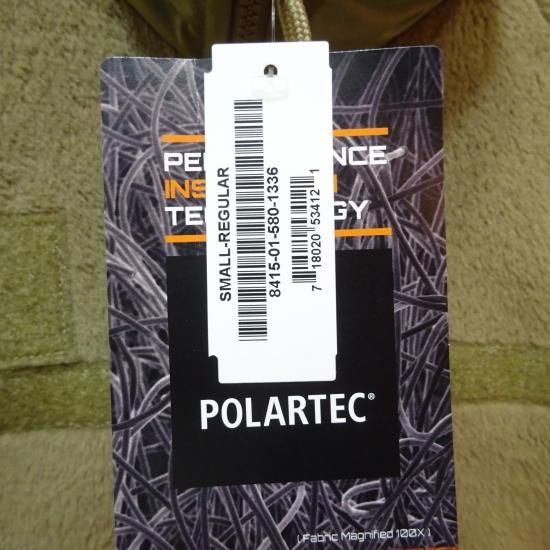 SMALL-REGULAR
8415-01-580-1336
7 18020 53412 1
POLARTEC®
( Fabric Magnified 100X )